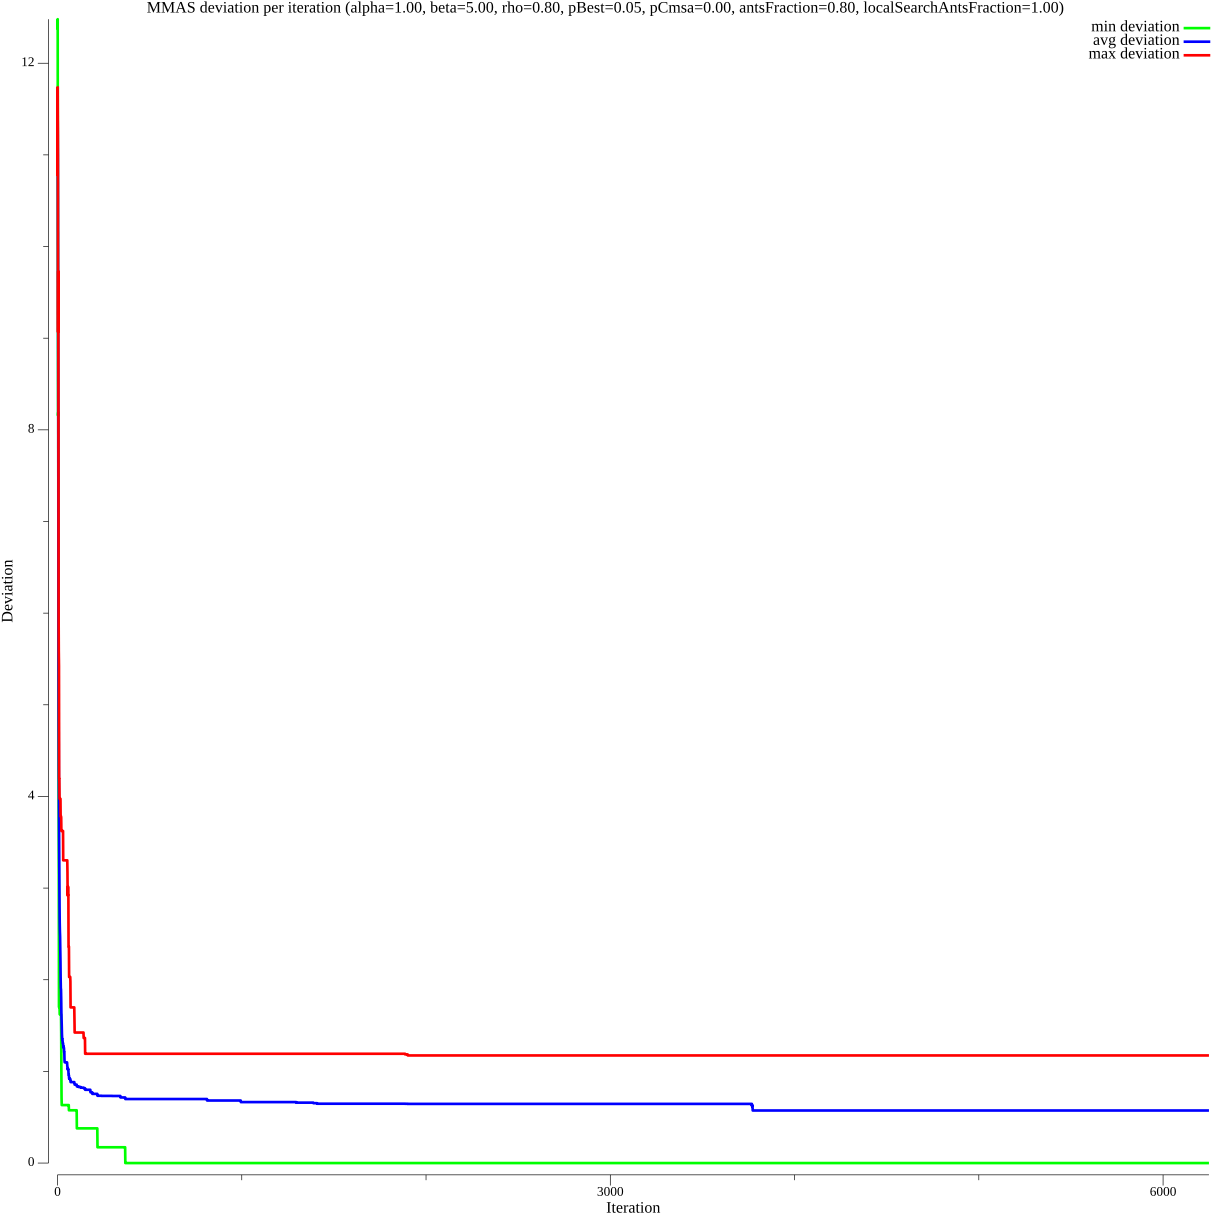 MMAS deviation per iteration (alpha=1.00, beta=5.00, rho=0.80, pBest=0.05, pCmsa=0.00, antsFraction=0.80, localSearchAntsFraction=1.00)
min deviation
avg deviation
max deviation
12
8
4
0
Deviation
0
3000
6000
Iteration